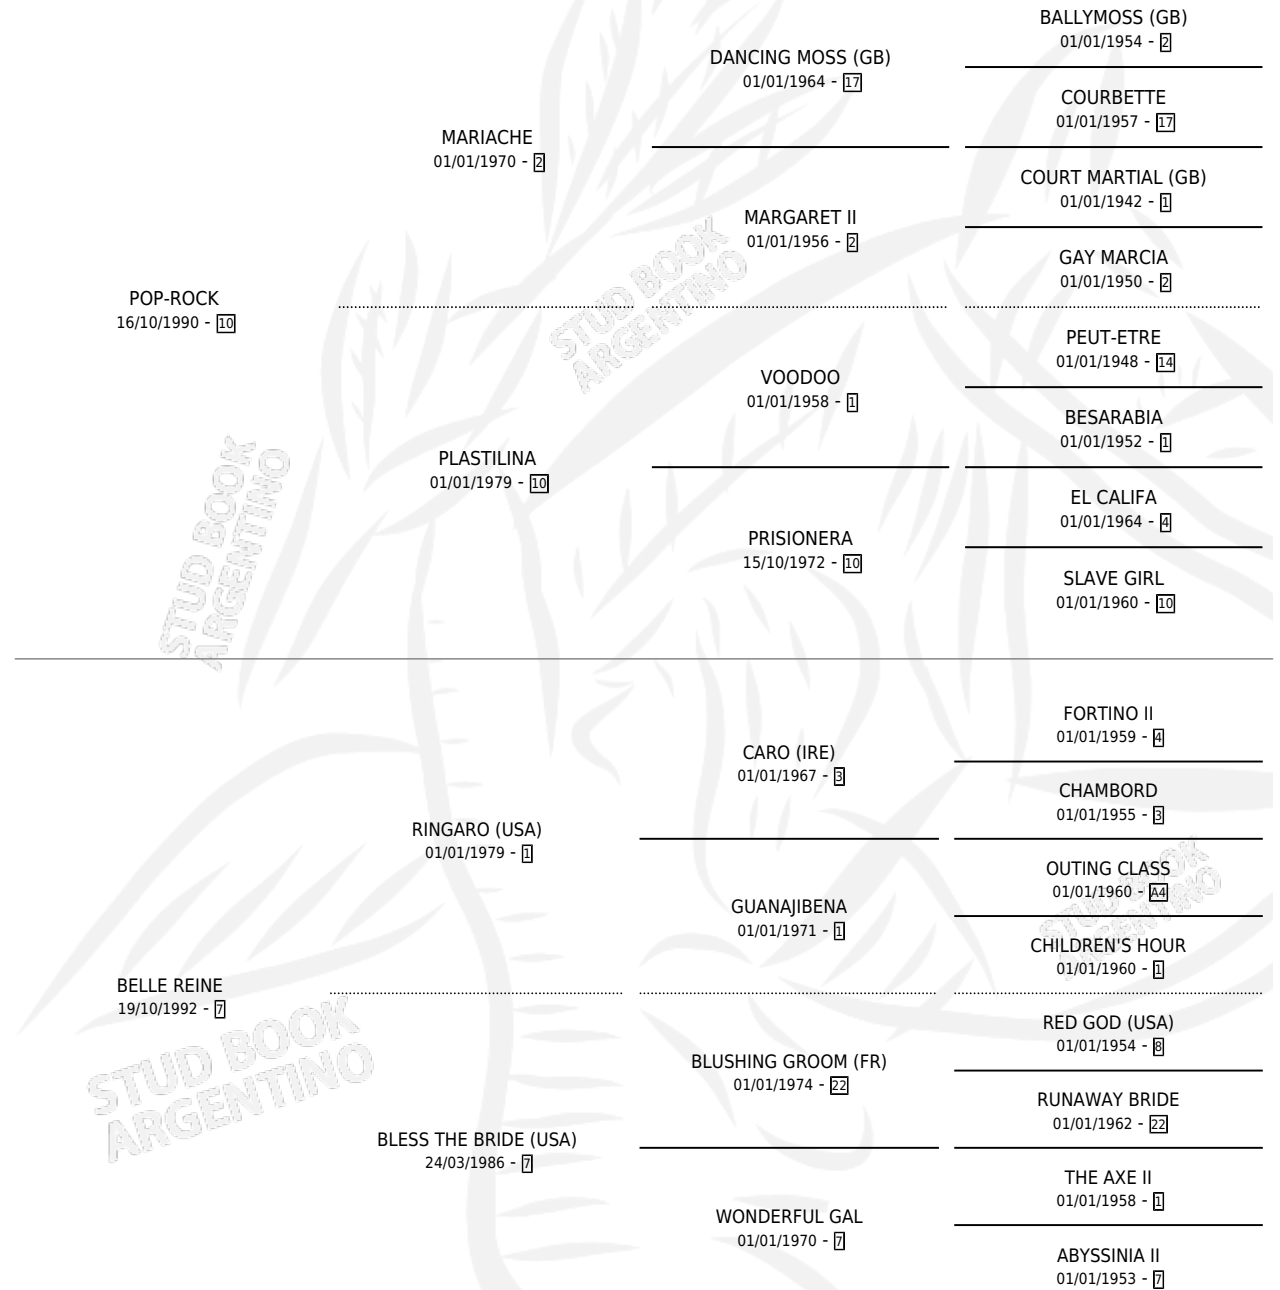 BALLYMOSS (GB)
01/01/1954 - 2
DANCING MOSS (GB)
01/01/1964 - 17
COURBETTE
01/01/1957 - 17
MARIACHE
01/01/1970 - 2
COURT MARTIAL (GB)
01/01/1942 - 1
MARGARET II
01/01/1956 - 2
GAY MARCIA
01/01/1950 - 2
POP-ROCK
16/10/1990 - 10
PEUT-ETRE
01/01/1948 - 14
VOODOO
01/01/1958 - 1
BESARABIA
01/01/1952 - 1
PLASTILINA
01/01/1979 - 10
EL CALIFA
01/01/1964 - 4
PRISIONERA
15/10/1972 - 10
SLAVE GIRL
01/01/1960 - 10
STUD BOOK
ARGENTINO
STUD BOOK
ARGENTINO
FORTINO II
01/01/1959 - 4
CARO (IRE)
01/01/1967 - 3
CHAMBORD
01/01/1955 - 3
RINGARO (USA)
01/01/1979 - 1
OUTING CLASS
01/01/1960 - A4
GUANAJIBENA
01/01/1971 - 1
CHILDREN'S HOUR
01/01/1960 - 1
BELLE REINE
19/10/1992 - 7
RED GOD (USA)
01/01/1954 - 8
BLUSHING GROOM (FR)
01/01/1974 - 22
RUNAWAY BRIDE
01/01/1962 - 22
BLESS THE BRIDE (USA)
24/03/1986 - 7
THE AXE II
01/01/1958 - 1
WONDERFUL GAL
01/01/1970 - 7
ABYSSINIA II
01/01/1953 - 7
STUD BOOK
ARGENTINO
STUD BOOK
ARGENTINO